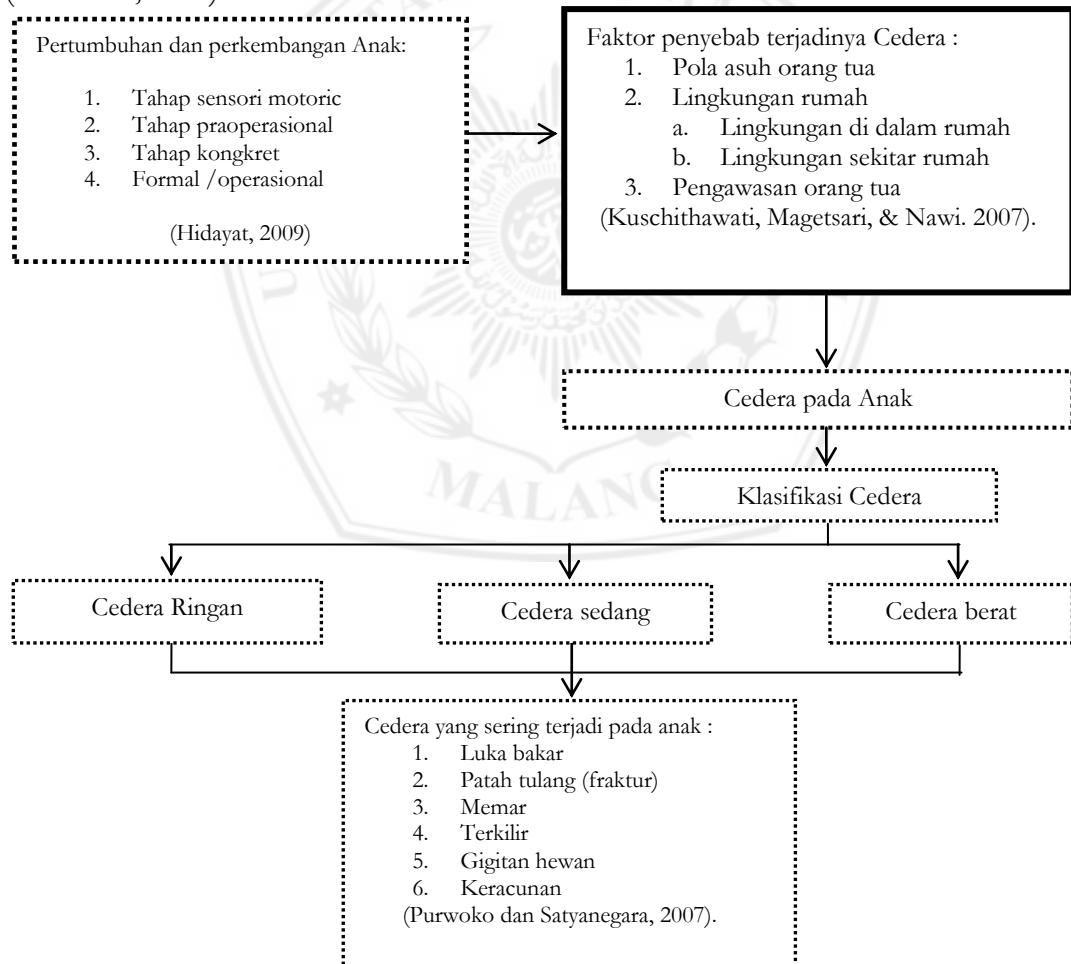 Pertumbuhan dan perkembangan Anak:
1. Tahap sensori motoric
2. Tahap praoperasional
3. Tahap kongkret
4. Formal /operasional
(Hidayat, 2009)
Faktor penyebab terjadinya Cedera :
1. Pola asuh orang tua
2. Lingkungan rumah
a. Lingkungan di dalam rumah
b. Lingkungan sekitar rumah
3. Pengawasan orang tua
(Kuschithawati, Magetsari, & Nawi. 2007).
Cedera pada Anak
Klasifikasi Cedera
MALANG
Cedera Ringan
Cedera sedang
Cedera berat
Cedera yang sering terjadi pada anak :
1. Luka bakar
2. Patah tulang (fraktur)
3. Memar
4. Terkilir
5. Gigitan hewan
6. Keracunan
(Purwoko dan Satyanegara, 2007).